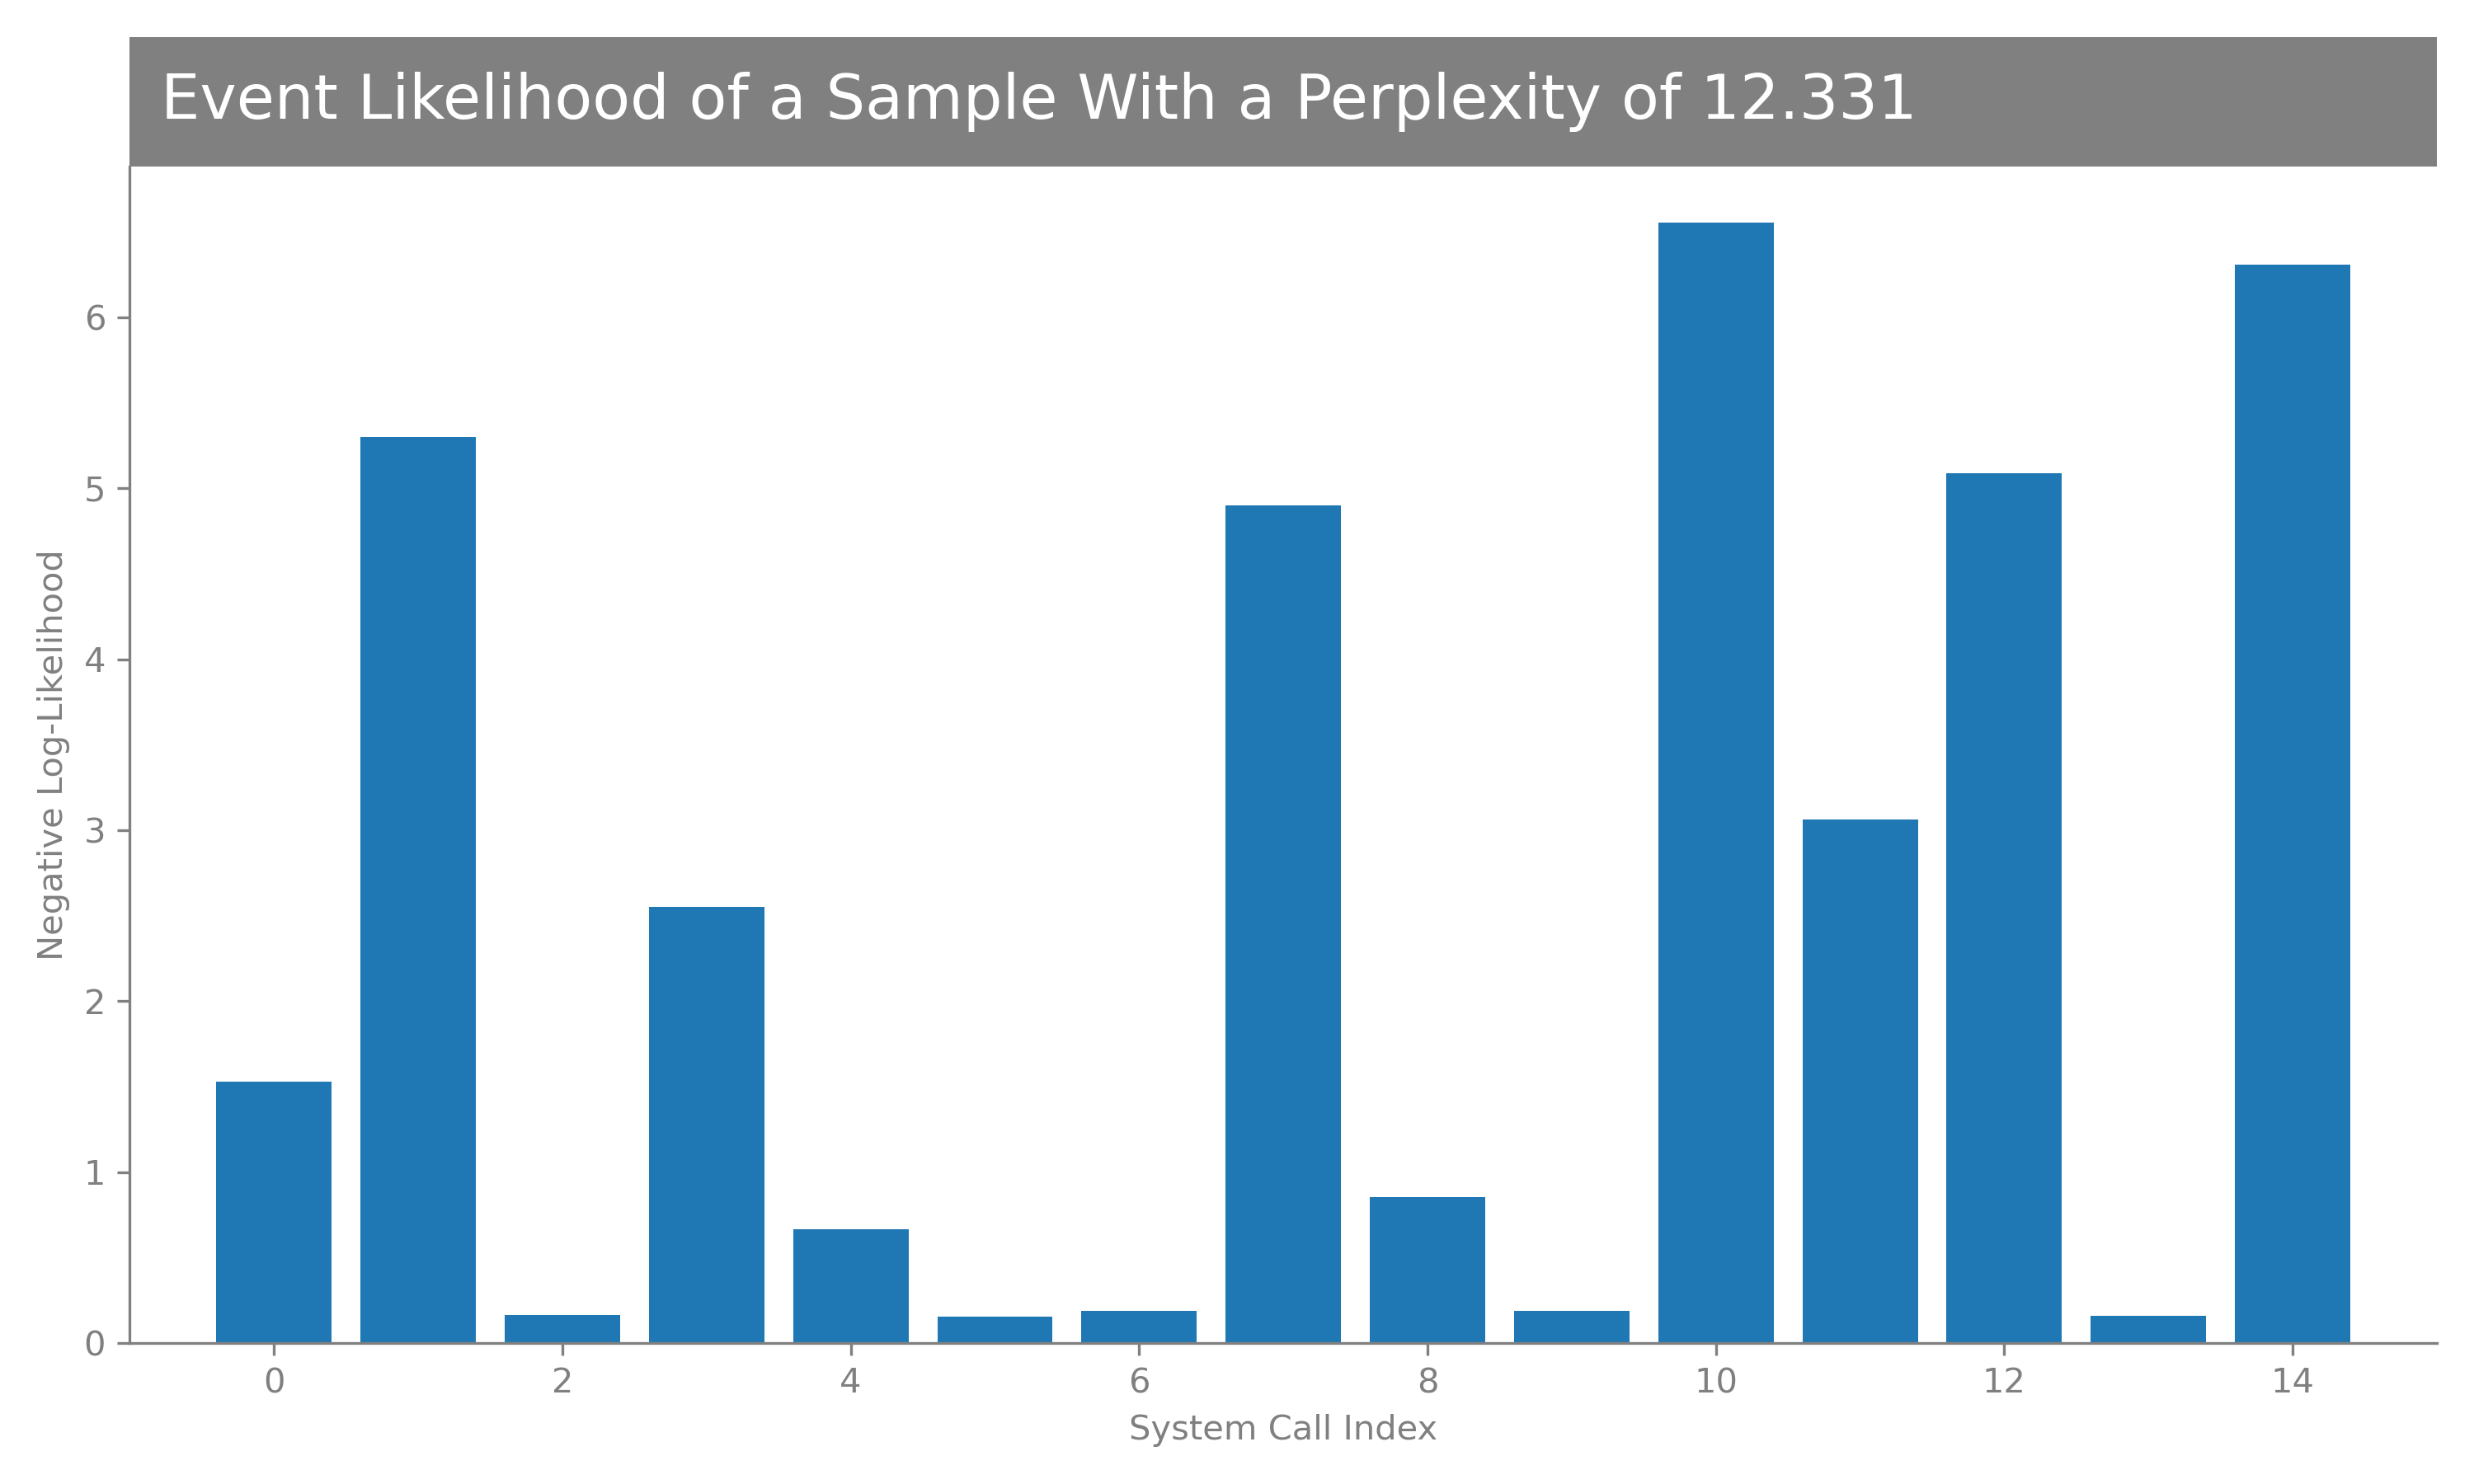 Event Likelihood of a Sample With a Perplexity of 12.331
Negative Log-Likelihood
6
5
4
3
2
1
0
0 2 4 6 8 10 12 14
System Call Index